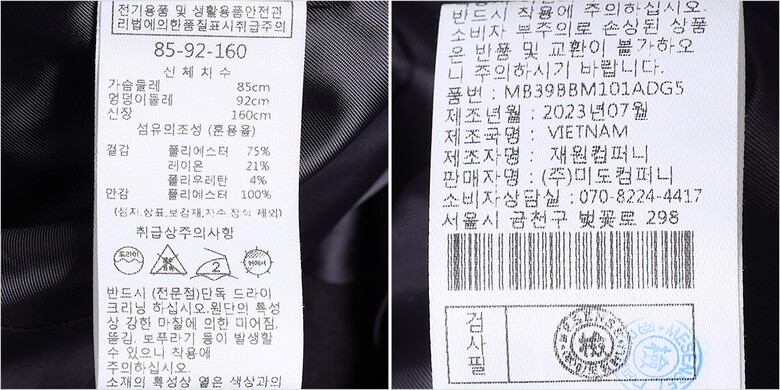 전기용품 및 생활용품안전관
리법에의한품질표시취급주의
85-92-160
신 체 치 수
가슴둘레 85cm
엉덩이둘레 92cm
신장 160cm
섬유의조성 (혼용율)
겉감 폴리에스터 75%
레이온 21%
폴리우레탄 4%
안감 폴리에스터 100%
(심지,상표,보강재,자수 장식 제외)
취급상주의사항
드라이
2
반드시 (전문점)단독 드라이
크리닝 하십시오.원단의 특성
상 강한 마찰에 의한 미어짐,
뜯김, 보푸라기 등이 발생할
수 있으니 착용에
주의하십시오.
소재의 특성상 옅은 색상과의
반드시 착용에 주의하십시오.
소비자 부주의로 손상된 상품
은 반품 및 교환이 불가하오
니 주의하시기 바랍니다.
품번 : MB39BBM101ADG5
제조년월 : 2023년07월
제조국명 : VIETNAM
제조자명 : 재원컴퍼니
판매자명 : (주)미도컴퍼니
소비자상담실 : 070-8224-4417
서울시 금천구 벚꽃로 298
검
사
필